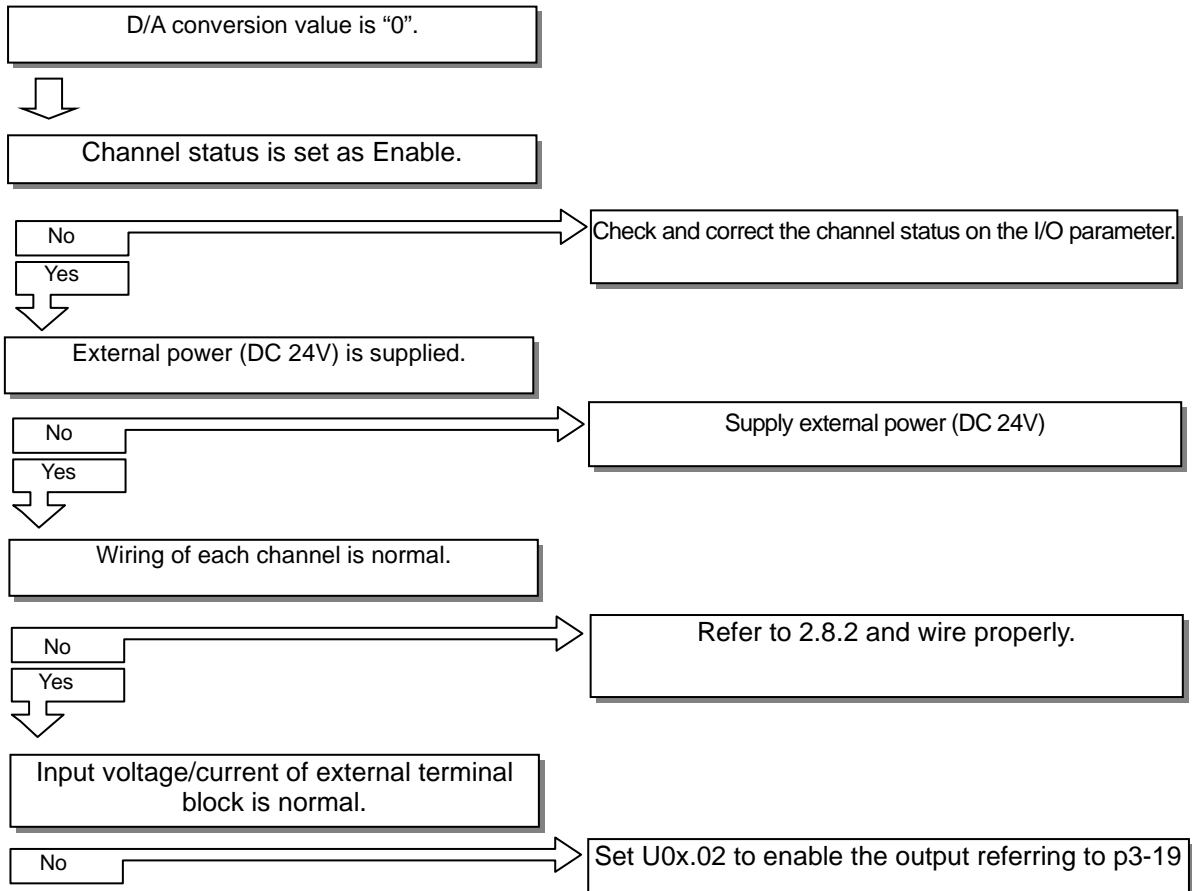 D/A conversion value is “0”.
Channel status is set as Enable.
No
Check and correct the channel status on the I/O parameter.
Yes
External power (DC 24V) is supplied.
No
Supply external power (DC 24V)
Yes
Wiring of each channel is normal.
No
Refer to 2.8.2 and wire properly.
Yes
Input voltage/current of external terminal
block is normal.
No
Set U0x.02 to enable the output referring to p3-19